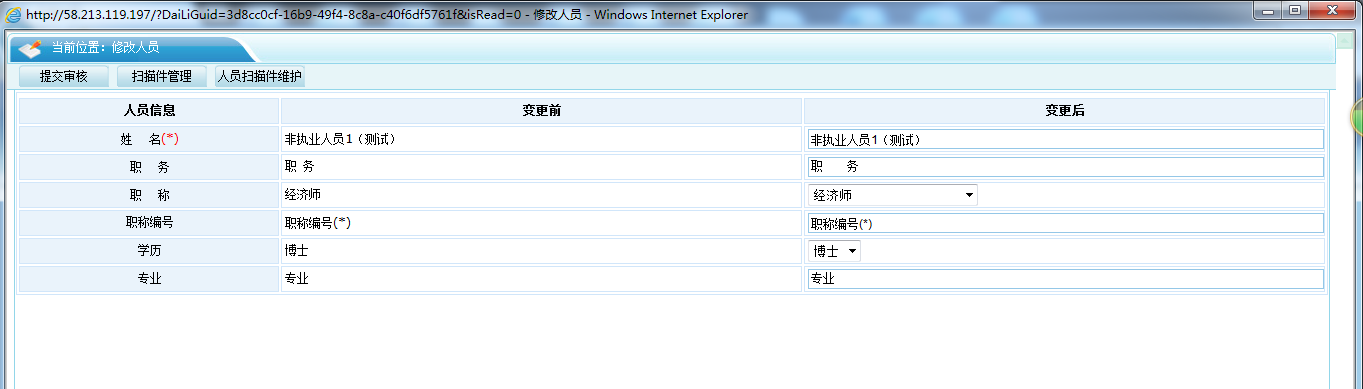 http://58.213.119.197/?DaiLiGuid=3d8cc0cf-16b9-49f4-8c8a-c40f6df5761f&isRead=0 - 修改人员 - Windows Internet Explorer
当前位置：修改人员
提交审核 扫描件管理 人员扫描件维护
人员信息 变更前 变更后
姓 名(*) 非执业人员1（测试） 非执业人员1（测试）
职 务 职 务 职 务
职 称 经济师 经济师
职称编号 职称编号(*) 职称编号(*)
学历 博士 博士
专业 专业 专业